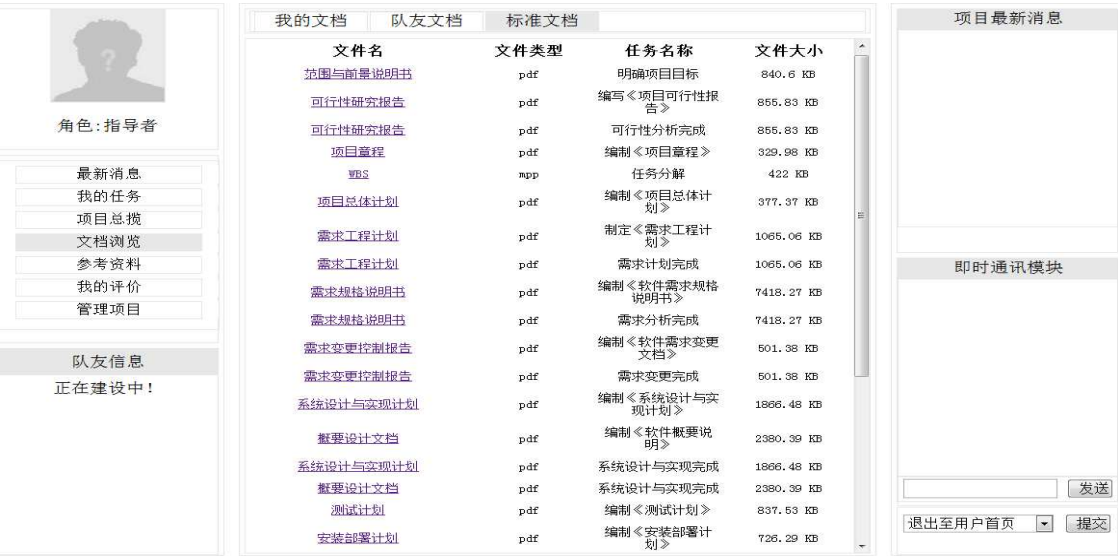 ?
角色:指导者
最新消息
我的任务
项目总揽
文档浏览
参考资料
我的评价
管理项目
队友信息
正在建设中!
我的文档 队友文档 标准文档
文件名 文件类型 任务名称 文件大小
范围与前景说明书 pdf 明确项目目标 840.6 KB
可行性研究报告 pdf 编写《项目可行性报
告》 855.83 KB
可行性研究报告 pdf 可行性分析完成 855.83 KB
项目章程 pdf 编制《项目章程》 329.98 KB
WBS mpp 任务分解 422 KB
项目总体计划 pdf 编制《项目总体计
划》 377.37 KB
需求工程计划 pdf 制定《需求工程计
划》 1065.06 KB
需求工程计划 pdf 需求计划完成 1065.06 KB
需求规格说明书 pdf 编制《软件需求规格
说明书》 7418.27 KB
需求规格说明书 pdf 需求分析完成 7418.27 KB
需求变更控制报告 pdf 编制《软件需求变更
文档》 501.38 KB
需求变更控制报告 pdf 需求变更完成 501.38 KB
系统设计与实现计划 pdf 编制《系统设计与实
现计划》 1866.48 KB
概要设计文档 pdf 编制《软件概要说
明》 2380.39 KB
系统设计与实现计划 pdf 系统设计与实现完成 1866.48 KB
概要设计文档 pdf 系统设计与实现完成 2380.39 KB
测试计划 pdf 编制《测试计划》 837.53 KB
安装部署计划 pdf 编制《安装部署计
划》 726.29 KB
项目最新消息
即时通讯模块
发送
退出至用户首页 提交